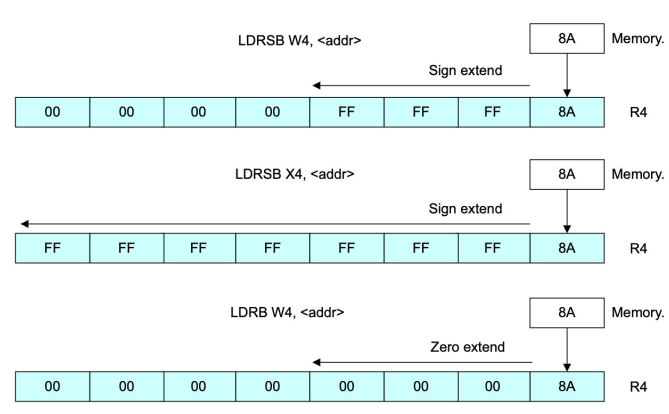 LDRSB W4, <addr> 8A Memory.
Sign extend
00 00 00 00 FF FF FF 8A R4
LDRSB X4, <addr> 8A Memory.
Sign extend
FF FF FF FF FF FF FF 8A R4
LDRB W4, <addr> 8A Memory.
Zero extend
00 00 00 00 00 00 00 8A R4